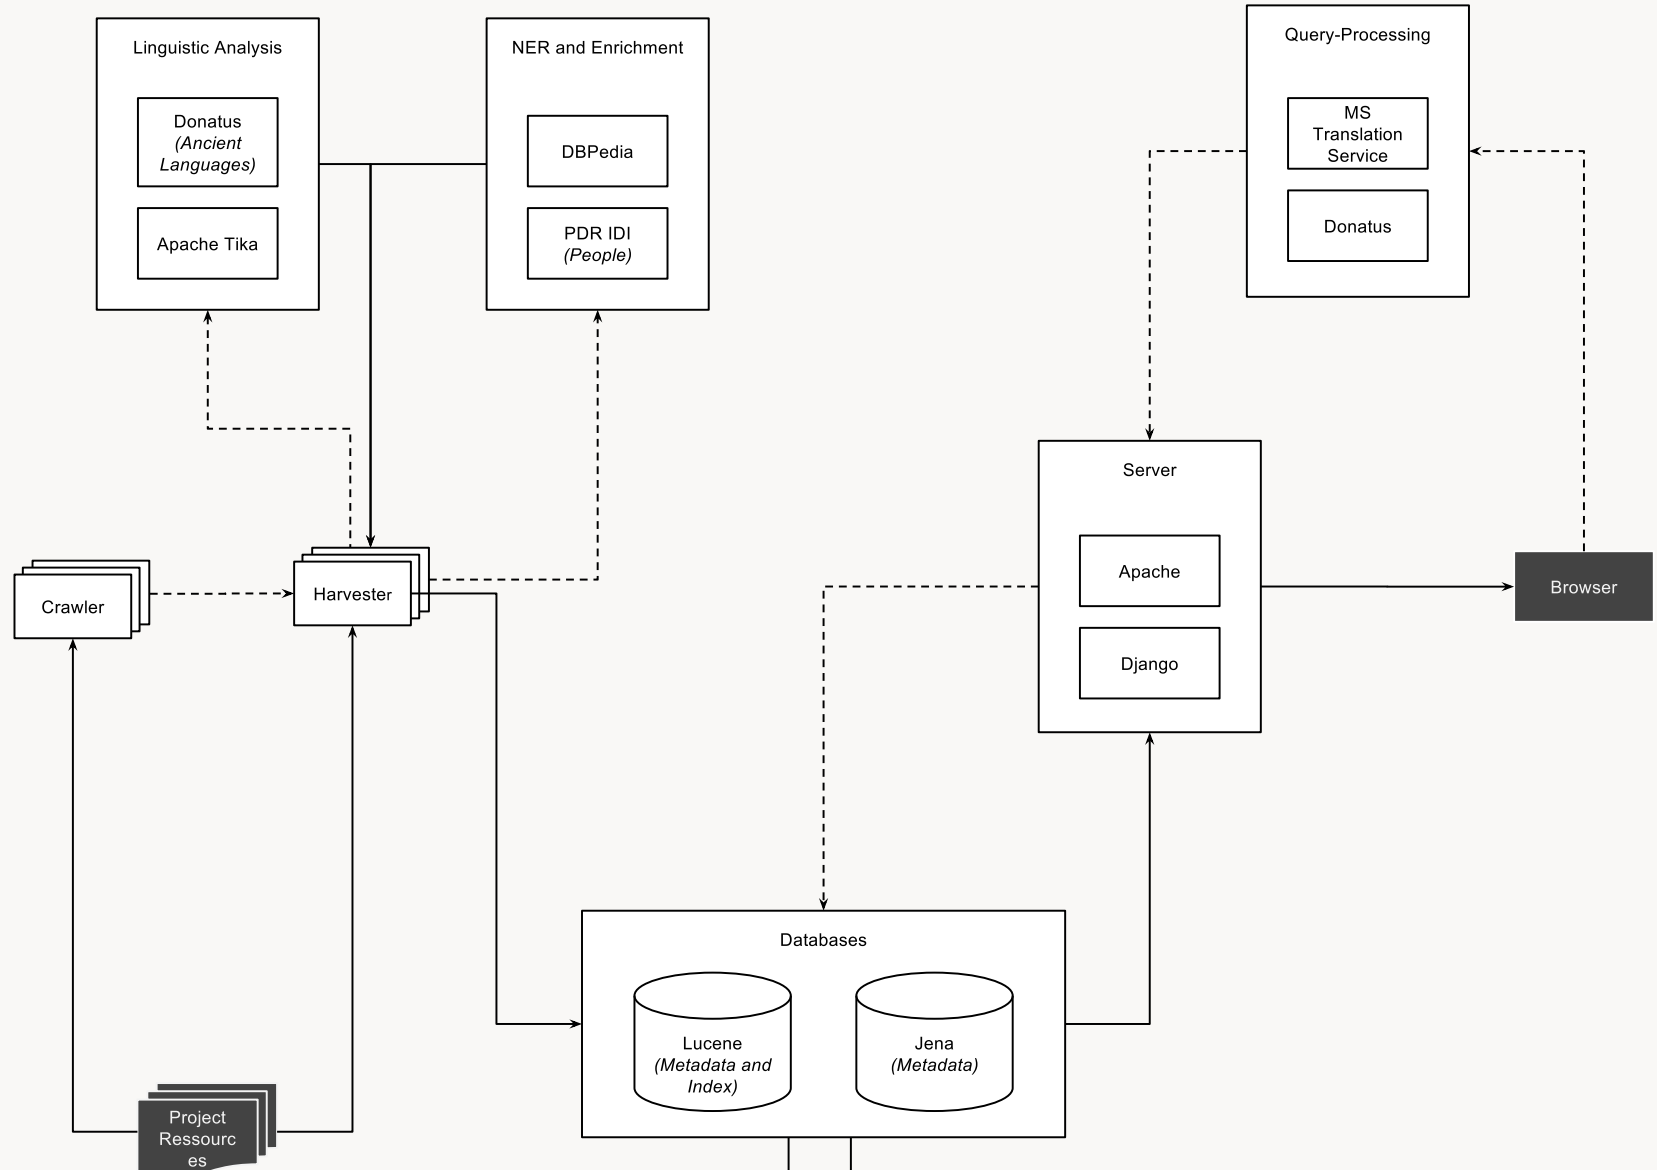 Linguistic Analysis
Donatus
(Ancient
Languages)
Apache Tika
NER and Enrichment
DBPedia
PDR IDI
(People)
Query-Processing
MS
Translation
Service
Donatus
Server
Apache
Django
Browser
Crawler
Harvester
Databases
Lucene
(Metadata and
Index)
Jena
(Metadata)
Project
Ressourc
es